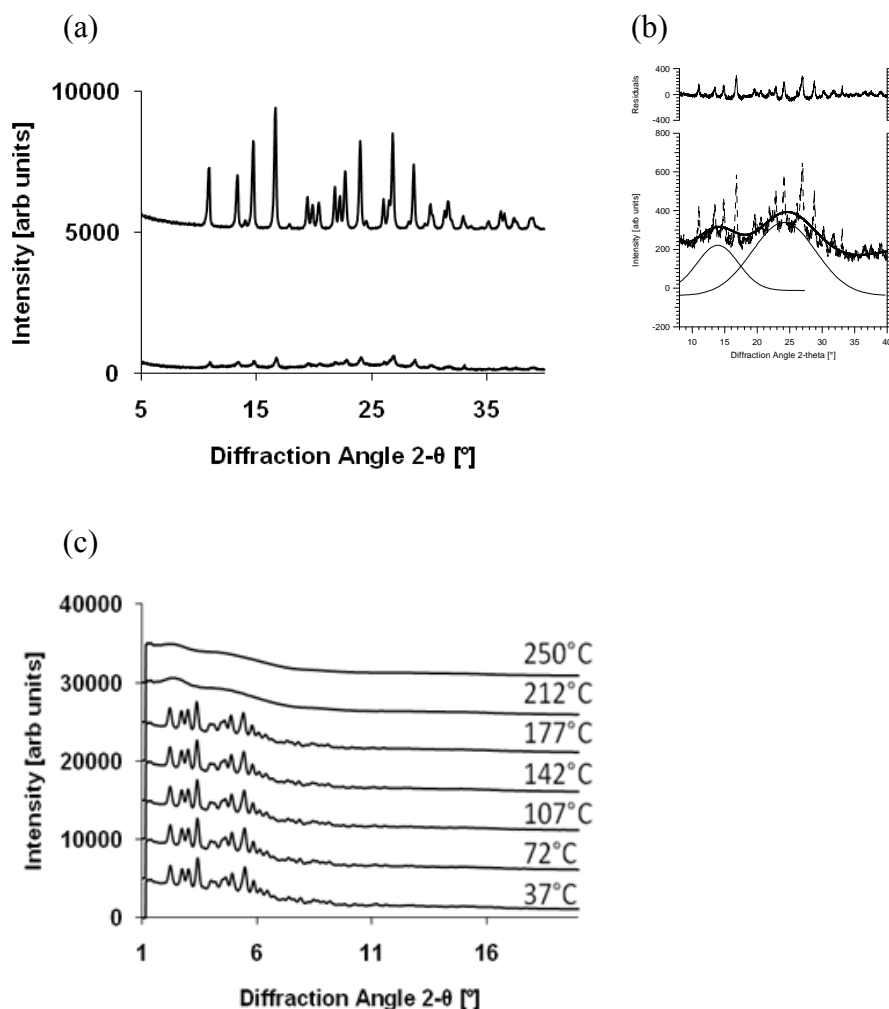 (a)
10000
5000
0
Intensity [arb units]
5
15
25
35
Diffraction Angle 2-θ [°]
(b)
400
0
-400
Residuals
800
600
400
200
0
-200
Intensity [arb units]
10
15
20
25
30
35
40
Diffraction Angle 2-theta [°]
(c)
40000
30000
20000
10000
0
Intensity [arb units]
250°C
212°C
177°C
142°C
107°C
72°C
37°C
1
6
11
16
Diffraction Angle 2-θ [°]